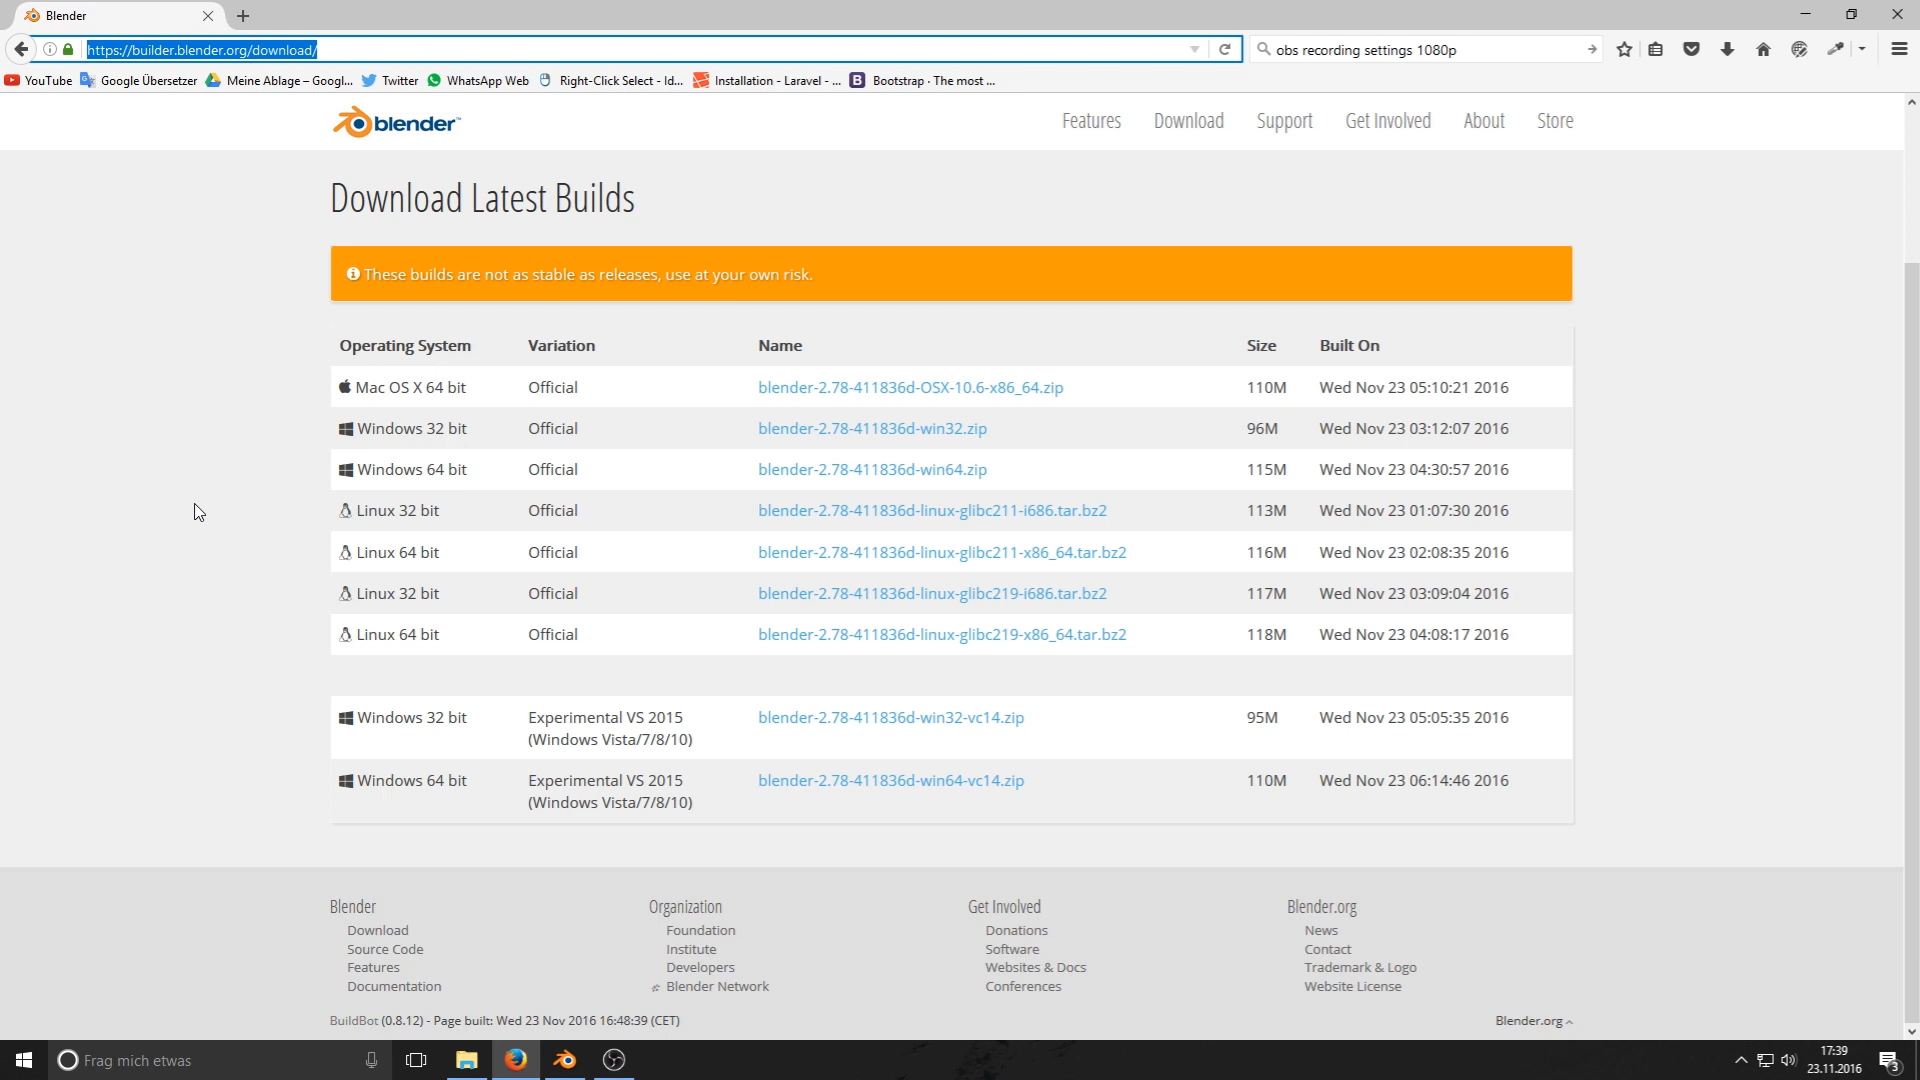 Blender
https://builder.blender.org/download/
obs recording settings 1080p
YouTube Google Übersetzer Meine Ablage – Googl... Twitter WhatsApp Web Right-Click Select - Id... Installation - Laravel - ... B Bootstrap · The most ...
blender™
Features Download Support Get Involved About Store
Download Latest Builds
These builds are not as stable as releases, use at your own risk.
Operating System Variation Name Size Built On
Mac OS X 64 bit Official blender-2.78-411836d-OSX-10.6-x86_64.zip 110M Wed Nov 23 05:10:21 2016
Windows 32 bit Official blender-2.78-411836d-win32.zip 96M Wed Nov 23 03:12:07 2016
Windows 64 bit Official blender-2.78-411836d-win64.zip 115M Wed Nov 23 04:30:57 2016
Linux 32 bit Official blender-2.78-411836d-linux-glibc211-i686.tar.bz2 113M Wed Nov 23 01:07:30 2016
Linux 64 bit Official blender-2.78-411836d-linux-glibc211-x86_64.tar.bz2 116M Wed Nov 23 02:08:35 2016
Linux 32 bit Official blender-2.78-411836d-linux-glibc219-i686.tar.bz2 117M Wed Nov 23 03:09:04 2016
Linux 64 bit Official blender-2.78-411836d-linux-glibc219-x86_64.tar.bz2 118M Wed Nov 23 04:08:17 2016
Windows 32 bit Experimental VS 2015 blender-2.78-411836d-win32-vc14.zip 95M Wed Nov 23 05:05:35 2016
(Windows Vista/7/8/10)
Windows 64 bit Experimental VS 2015 blender-2.78-411836d-win64-vc14.zip 110M Wed Nov 23 06:14:46 2016
(Windows Vista/7/8/10)
Blender Organization Get Involved Blender.org
Download Foundation Donations News
Source Code Institute Software Contact
Features Developers Websites & Docs Trademark & Logo
Documentation Blender Network Conferences Website License
BuildBot (0.8.12) - Page built: Wed 23 Nov 2016 16:48:39 (CET) Blender.org
Frag mich etwas
17:39
23.11.2016
3